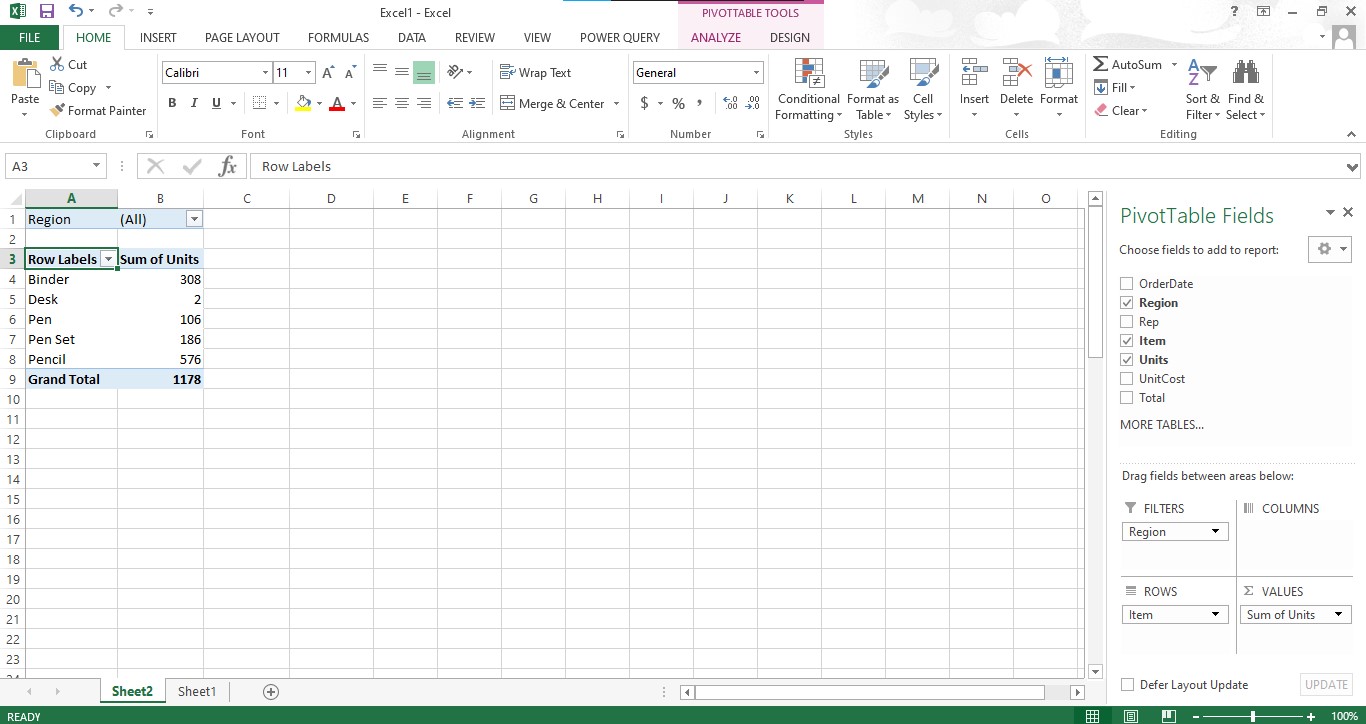 Excel1 - Excel
PIVOTTABLE TOOLS
?
FILE HOME INSERT PAGE LAYOUT FORMULAS DATA REVIEW VIEW POWER QUERY ANALYZE DESIGN
Paste
Cut
Copy
Format Painter
Clipboard
Calibri 11
B I U
Font
Wrap Text
Merge & Center
Alignment
General
$ % ,
Number
Conditional Formatting
Format as Table
Cell Styles
Styles
Insert Delete Format
Cells
AutoSum
Fill
Clear
Sort & Filter
Find & Select
Editing
A3 fx Row Labels
A B C D E F G H I J K L M N O
1 Region (All)
2
3 Row Labels Sum of Units
4 Binder 308
5 Desk 2
6 Pen 106
7 Pen Set 186
8 Pencil 576
9 Grand Total 1178
10
11
12
13
14
15
16
17
18
19
20
21
22
23
24
PivotTable Fields
Choose fields to add to report:
OrderDate
Region
Rep
Item
Units
UnitCost
Total
MORE TABLES...
Drag fields between areas below:
FILTERS
Region
COLUMNS
ROWS
Item
Σ VALUES
Sum of Units
Defer Layout Update UPDATE
Sheet2 Sheet1
READY 100%